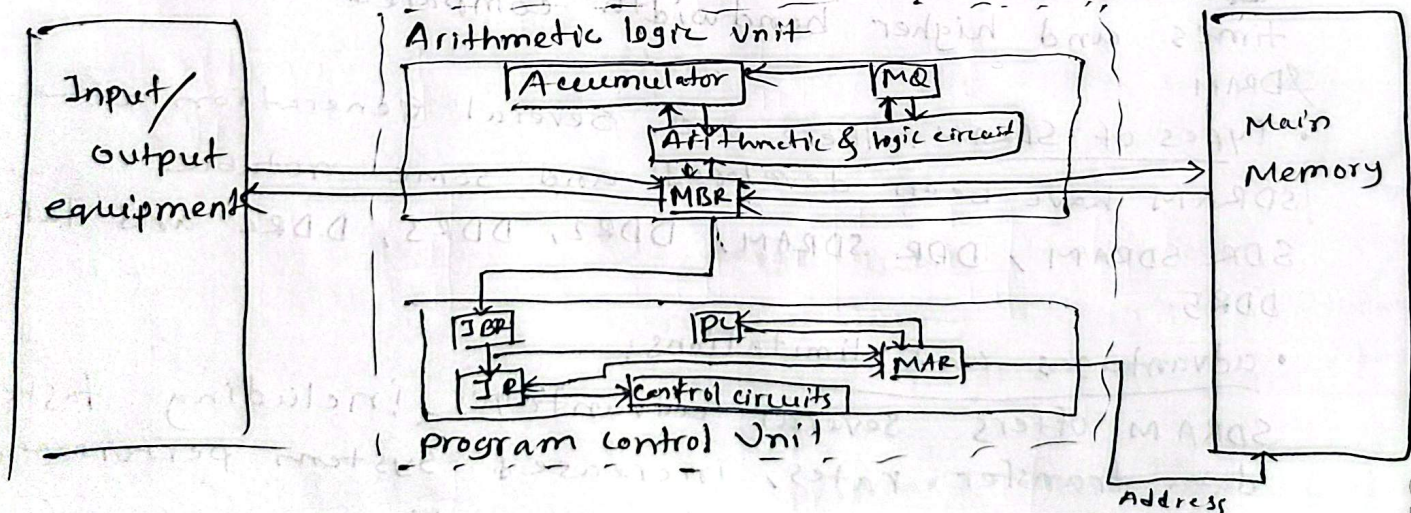 Arithmetic logic Unit
Input/
output
equipment
Accumulator
MQ
Arithmetic & logic circuit
MBR
Main
Memory
IBR
PC
MAR
IR
control circuits
program control Unit
Address